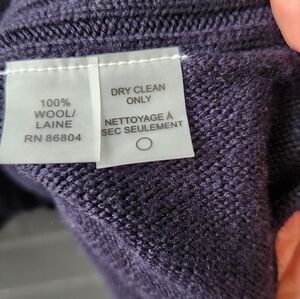 100%
WOOL/
LAINE
RN 86804
DRY CLEAN
ONLY
NETTOYAGE À
SEC SEULEMENT